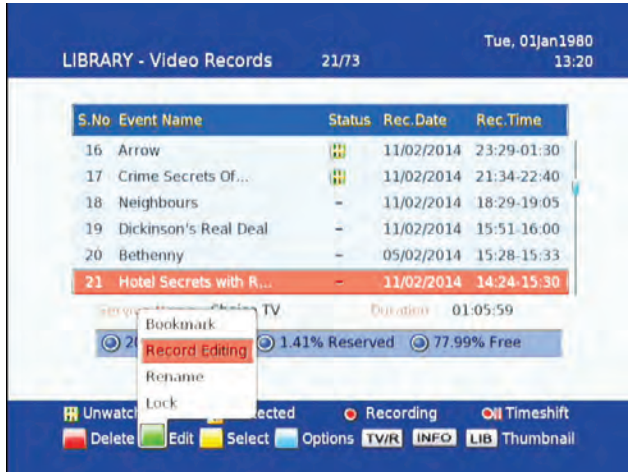 Tue, 01Jan1980
LIBRARY - Video Records 21/73 13:20
S.No Event Name Status Rec.Date Rec.Time
16 Arrow 11/02/2014 23:29-01:30
17 Crime Secrets Of... 11/02/2014 21:34-22:40
18 Neighbours - 11/02/2014 18:29-19:05
19 Dickinson's Real Deal - 11/02/2014 15:51-16:00
20 Bethenny - 05/02/2014 15:28-15:33
21 Hotel Secrets with R... - 11/02/2014 14:24-15:30
TV Duration 01:05:59
Bookmark
1.41% Reserved 77.99% Free
Record Editing
Rename
Lock
Recording Timeshift
Delete Edit Select Options TV/R INFO LIB Thumbnail